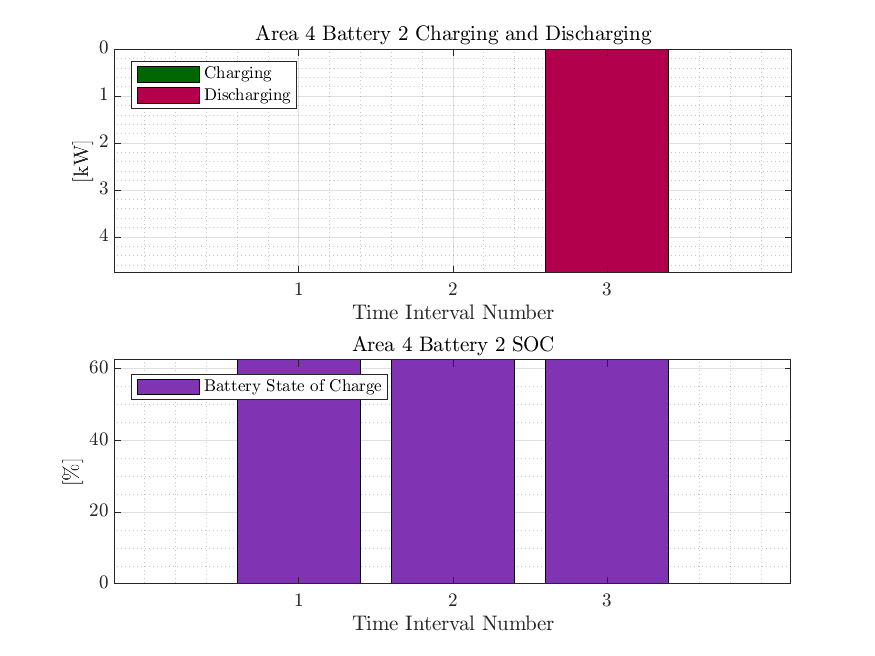 Area 4 Battery 2 Charging and Discharging
0
1
2
3
4
[kW]
Charging
Discharging
1 2 3
Time Interval Number
Area 4 Battery 2 SOC
60
40
20
0
[%]
Battery State of Charge
1 2 3
Time Interval Number